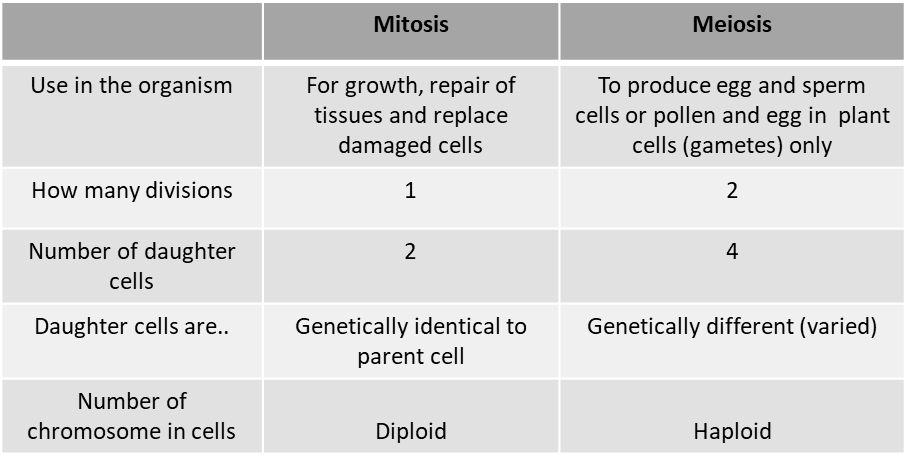 Mitosis
Meiosis
Use in the organism
For growth, repair of
tissues and replace
damaged cells
To produce egg and sperm
cells or pollen and egg in plant
cells (gametes) only
How many divisions
1
2
Number of daughter
cells
2
4
Daughter cells are..
Genetically identical to
parent cell
Genetically different (varied)
Number of
chromosome in cells
Diploid
Haploid